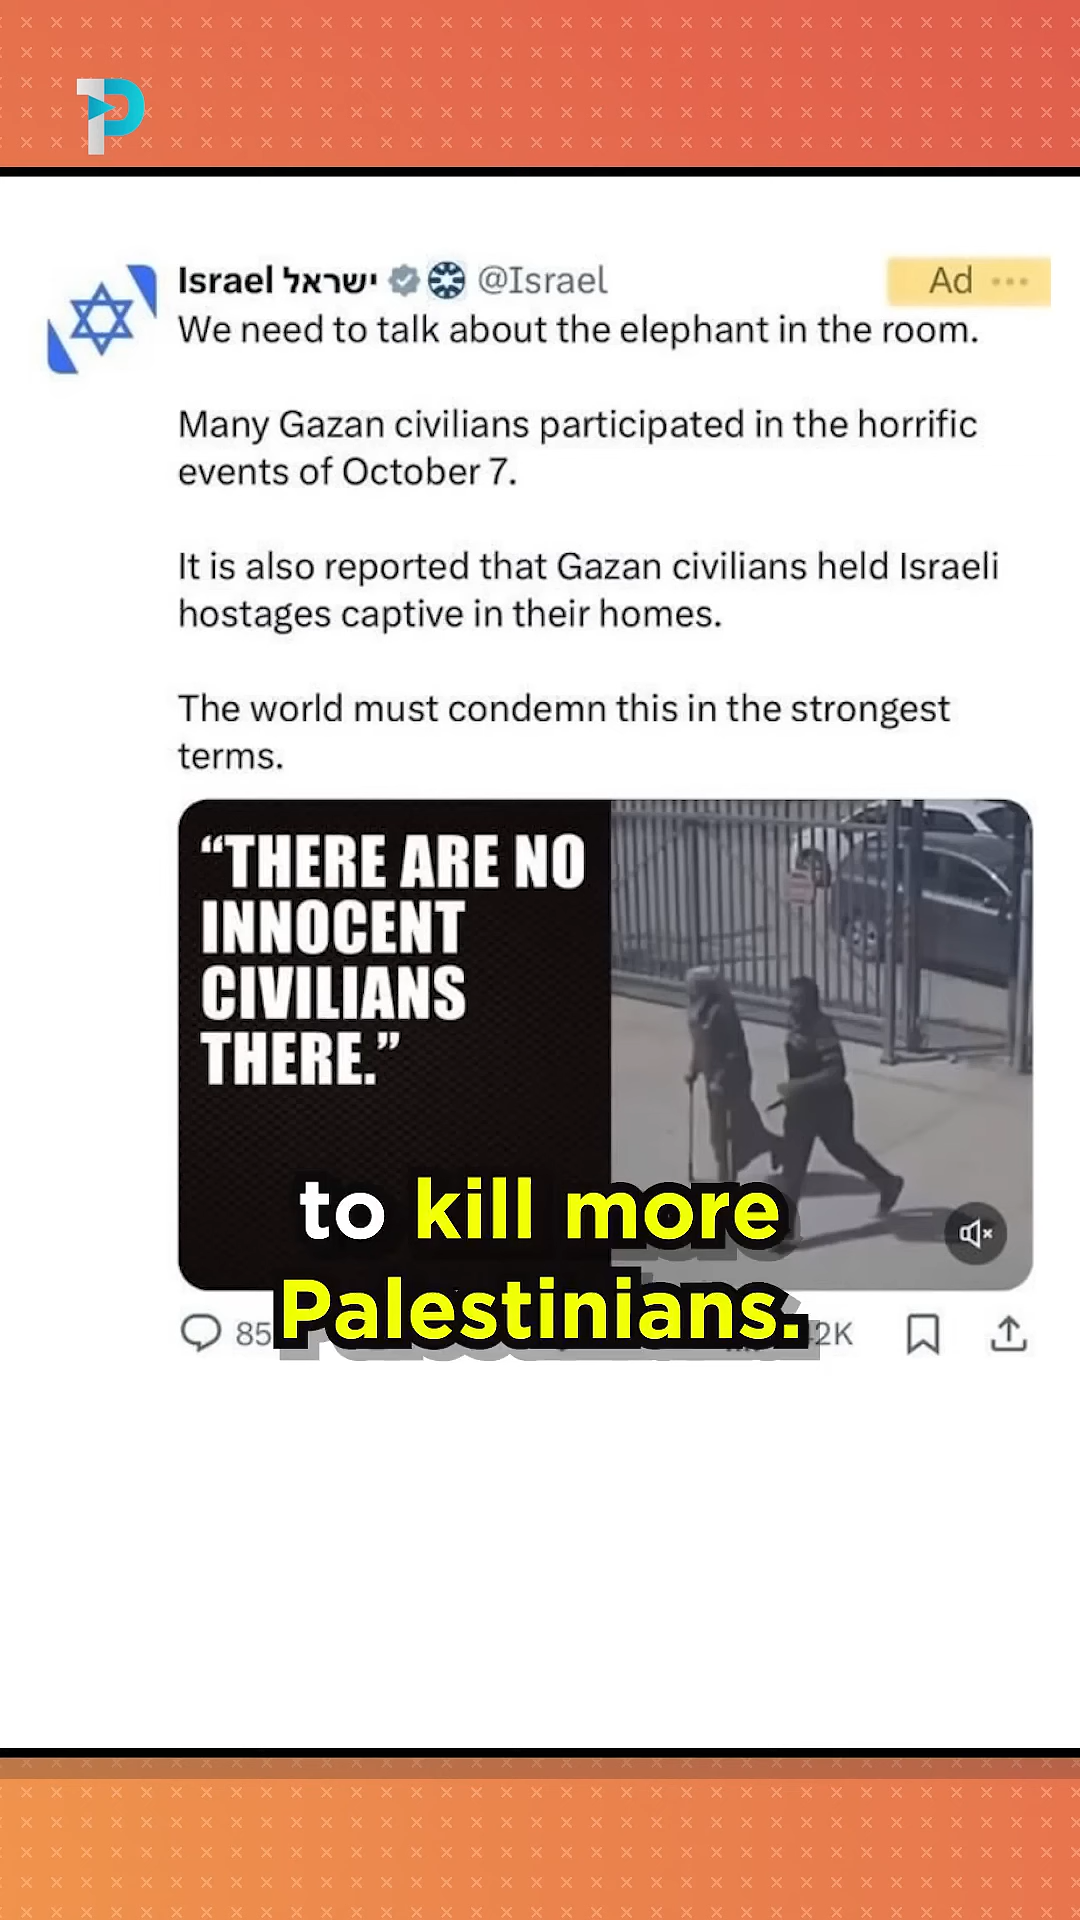 Israel ישראל @Israel
Ad
We need to talk about the elephant in the room.
Many Gazan civilians participated in the horrific
events of October 7.
It is also reported that Gazan civilians held Israeli
hostages captive in their homes.
The world must condemn this in the strongest
terms.
“THERE ARE NO
INNOCENT
CIVILIANS
THERE.”
to kill more
Palestinians.
85
2K